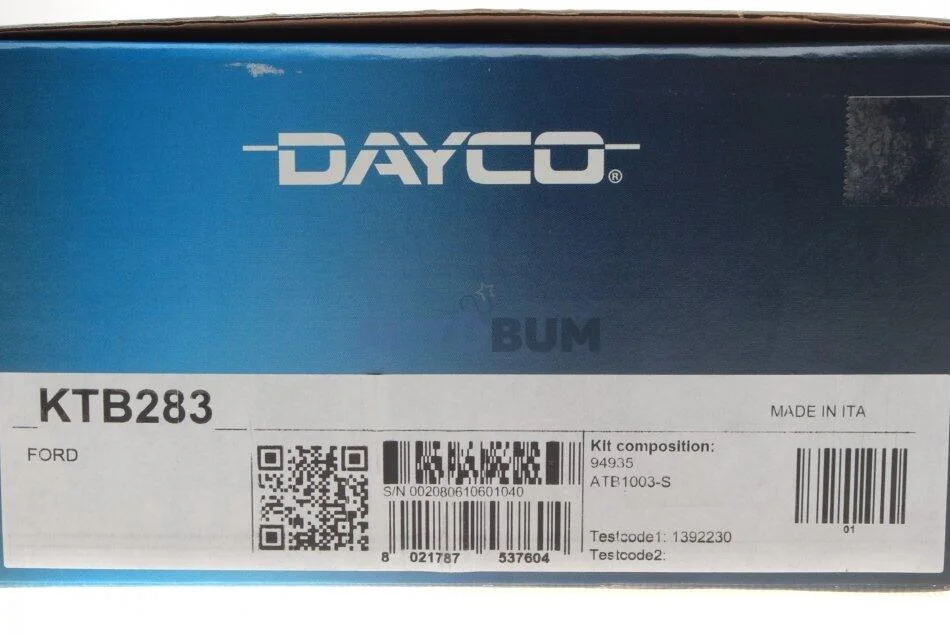 DAYCO®
BUM
KTB283
MADE IN ITA
FORD
Kit composition:
94935
ATB1003-S
S/N 002080610601040
01
Testcode1: 1392230
Testcode2:
8 021787 537604